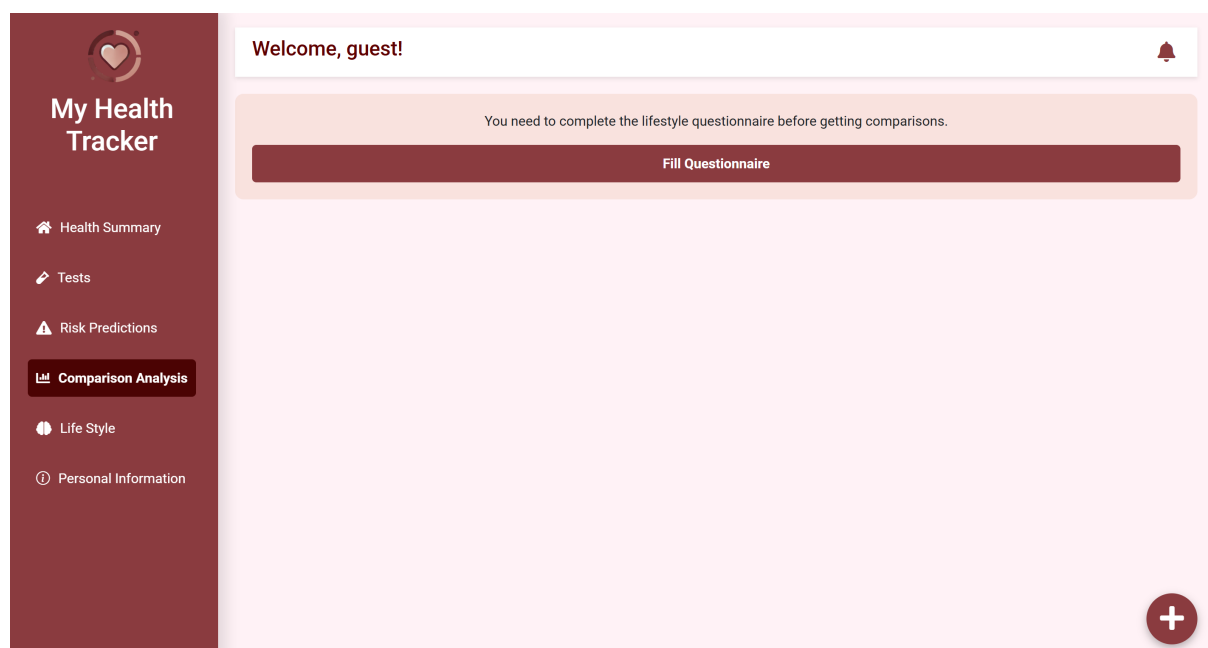 My Health
Tracker
Health Summary
Tests
Risk Predictions
Comparison Analysis
Life Style
Personal Information
Welcome, guest!
You need to complete the lifestyle questionnaire before getting comparisons.
Fill Questionnaire